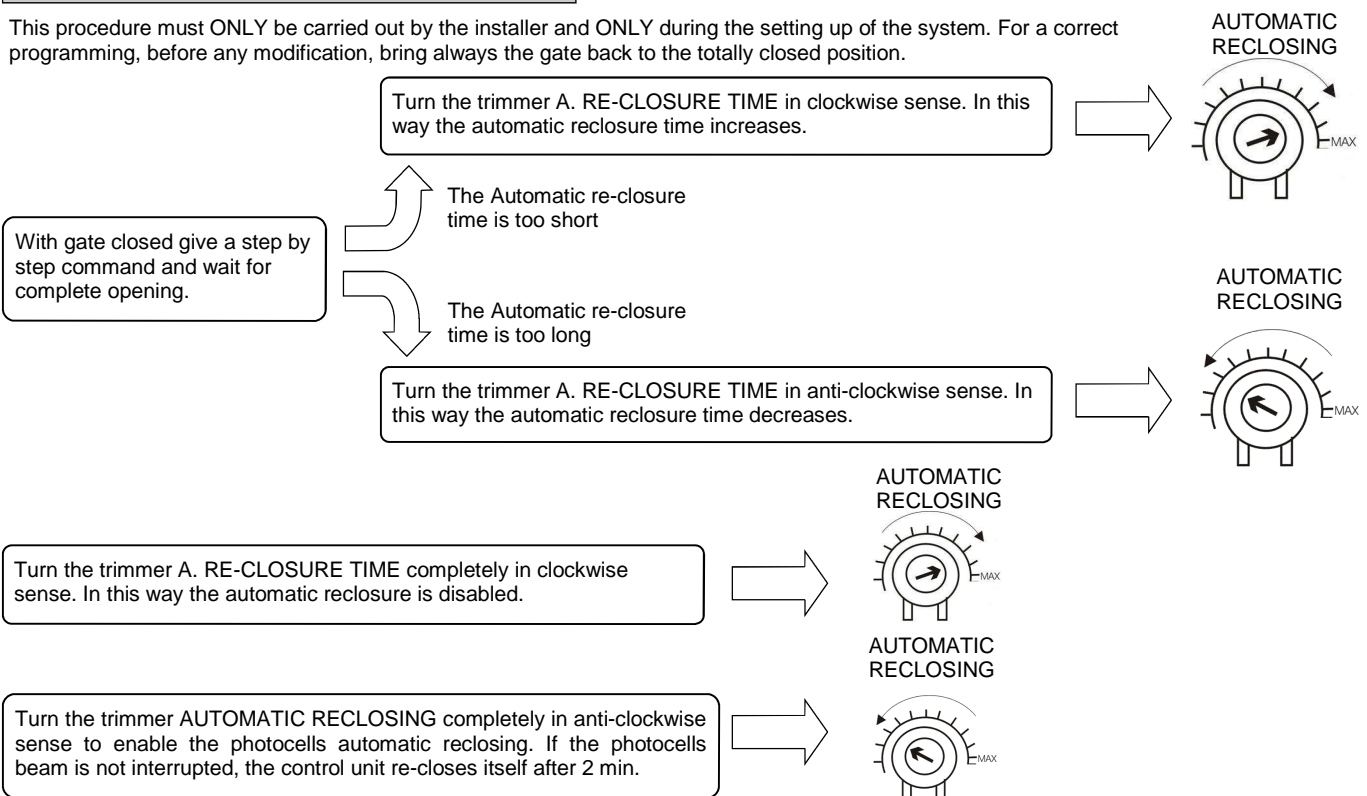 This procedure must ONLY be carried out by the installer and ONLY during the setting up of the system. For a correct
programming, before any modification, bring always the gate back to the totally closed position.
AUTOMATIC
RECLOSING
Turn the trimmer A. RE-CLOSURE TIME in clockwise sense. In this
way the automatic reclosure time increases.
MAX
The Automatic re-closure
time is too short
With gate closed give a step by
step command and wait for
complete opening.
The Automatic re-closure
time is too long
AUTOMATIC
RECLOSING
Turn the trimmer A. RE-CLOSURE TIME in anti-clockwise sense. In
this way the automatic reclosure time decreases.
MAX
AUTOMATIC
RECLOSING
Turn the trimmer A. RE-CLOSURE TIME completely in clockwise
sense. In this way the automatic reclosure is disabled.
MAX
AUTOMATIC
RECLOSING
Turn the trimmer AUTOMATIC RECLOSING completely in anti-clockwise
sense to enable the photocells automatic reclosing. If the photocells
beam is not interrupted, the control unit re-closes itself after 2 min.
MAX